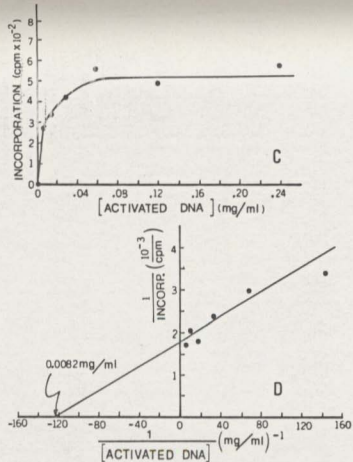 8
7
6
5
4
3
2
1
0
INCORPORATION (cpm x 10⁻²)
C
0 .04 .08 .12 .16 .20 .24
[ACTIVATED DNA] (mg/ml)
4
3
2
1
1/INCORP. (10⁻³/cpm)
0.0082mg/ml
D
-120 -80 -40 0 40 80 120 160
1/[ACTIVATED DNA] (mg/ml)⁻¹